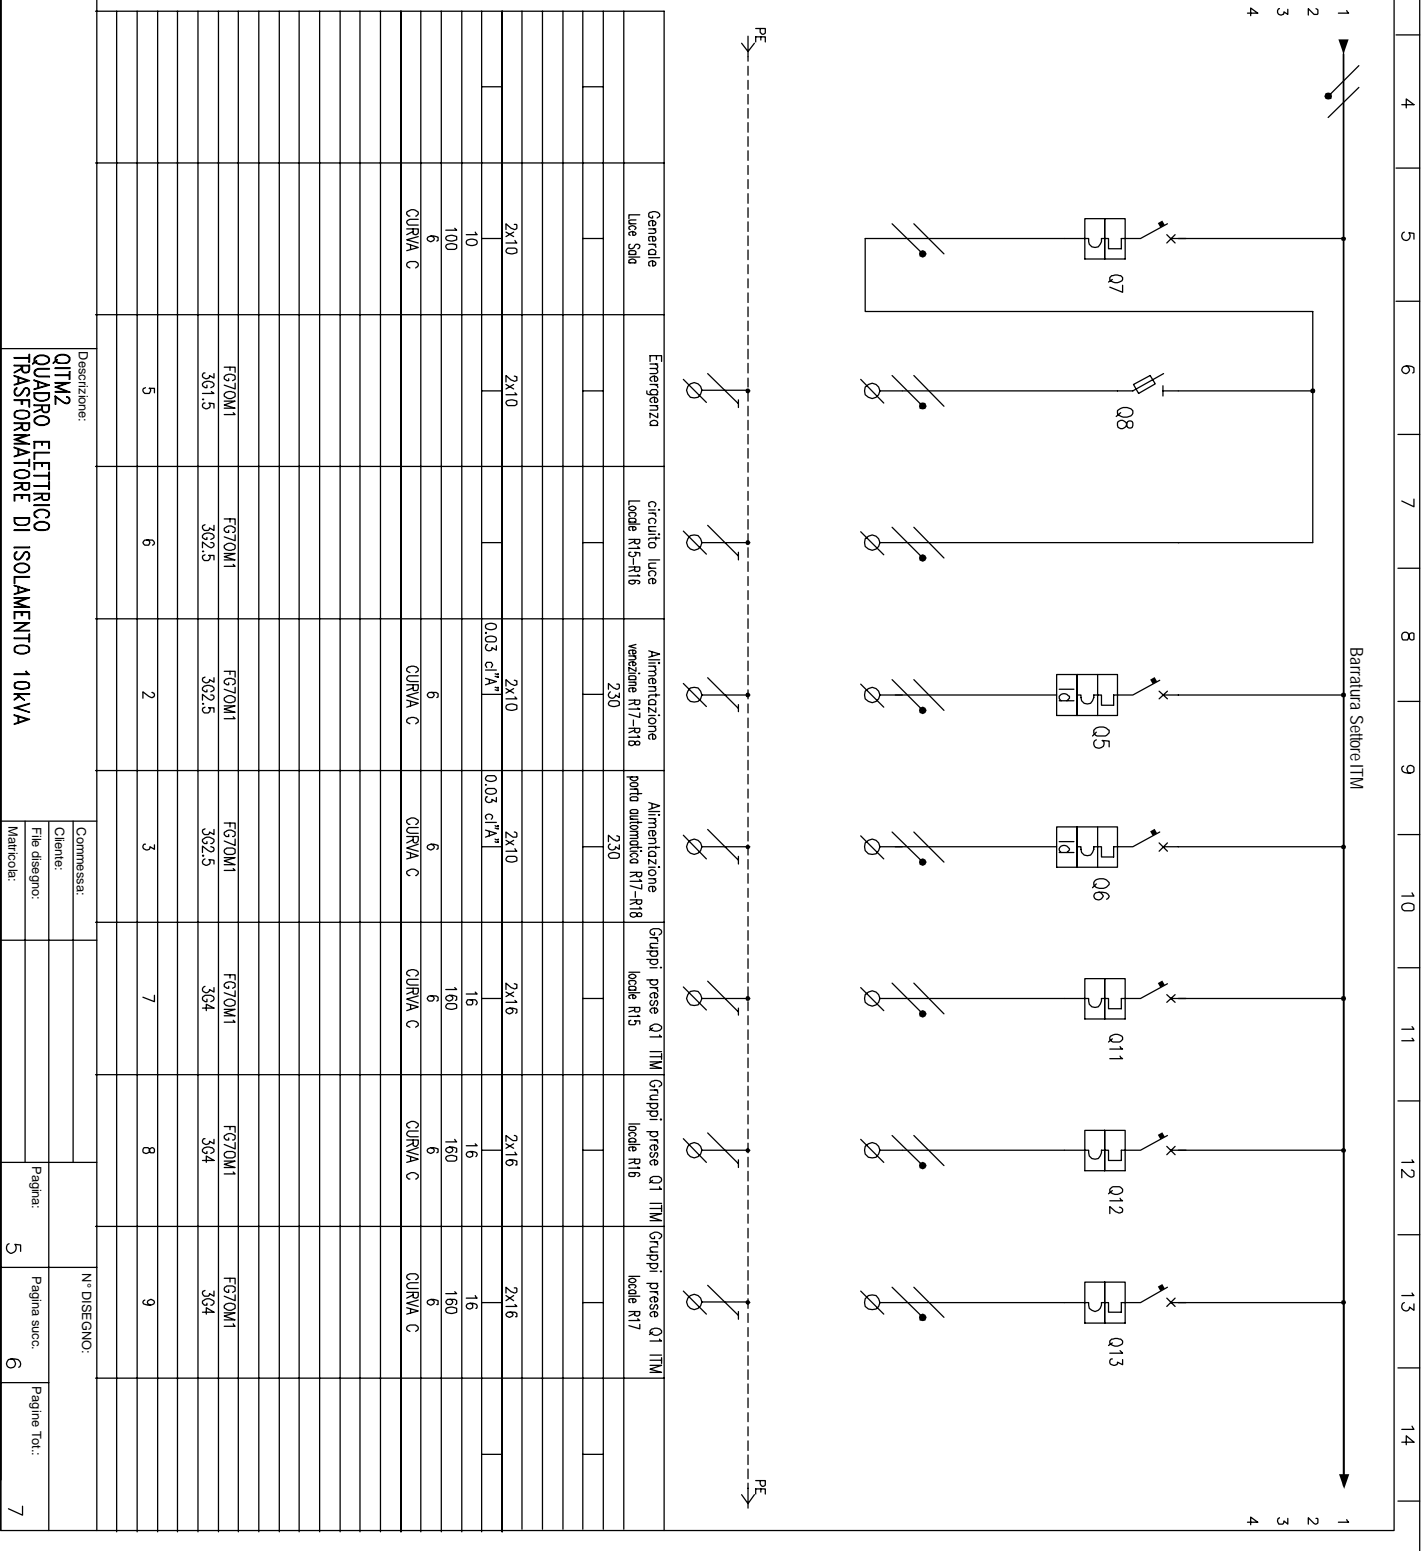 4 5 6 7 8 9 10 11 12 13 14
Barratura Settore ITM
1 1
2 2
3 3
4 4
Q7 Q8 Q5 Q6 Q11 Q12 Q13
Id Id
PE PE
Generale Emergenza circuito luce Alimentazione Alimentazione Gruppi prese Q1 ITM Gruppi prese Q1 ITM Gruppi prese Q1 ITM
Luce Sala Locale R15-R16 veneziane R17-R18 porta automatica R17-R18 locale R15 locale R16 locale R17
230 230
2x10 2x10 2x10 2x10 2x16 2x16 2x16
0.03 cl"A" 0.03 cl"A"
10 16 16 16
100 160 160 160
6 6 6 6 6 6
CURVA C CURVA C CURVA C CURVA C CURVA C CURVA C
FG7OM1 FG7OM1 FG7OM1 FG7OM1 FG7OM1 FG7OM1 FG7OM1
3G1.5 3G2.5 3G2.5 3G2.5 3G4 3G4 3G4
5 6 2 3 7 8 9
Descrizione:
QITM2
QUADRO ELETTRICO
TRASFORMATORE DI ISOLAMENTO 10kVA
Commessa:
Cliente:
File disegno:
Matricola:
N° DISEGNO:
Pagina: 5
Pagina succ. 6
Pagine Tot.: 7